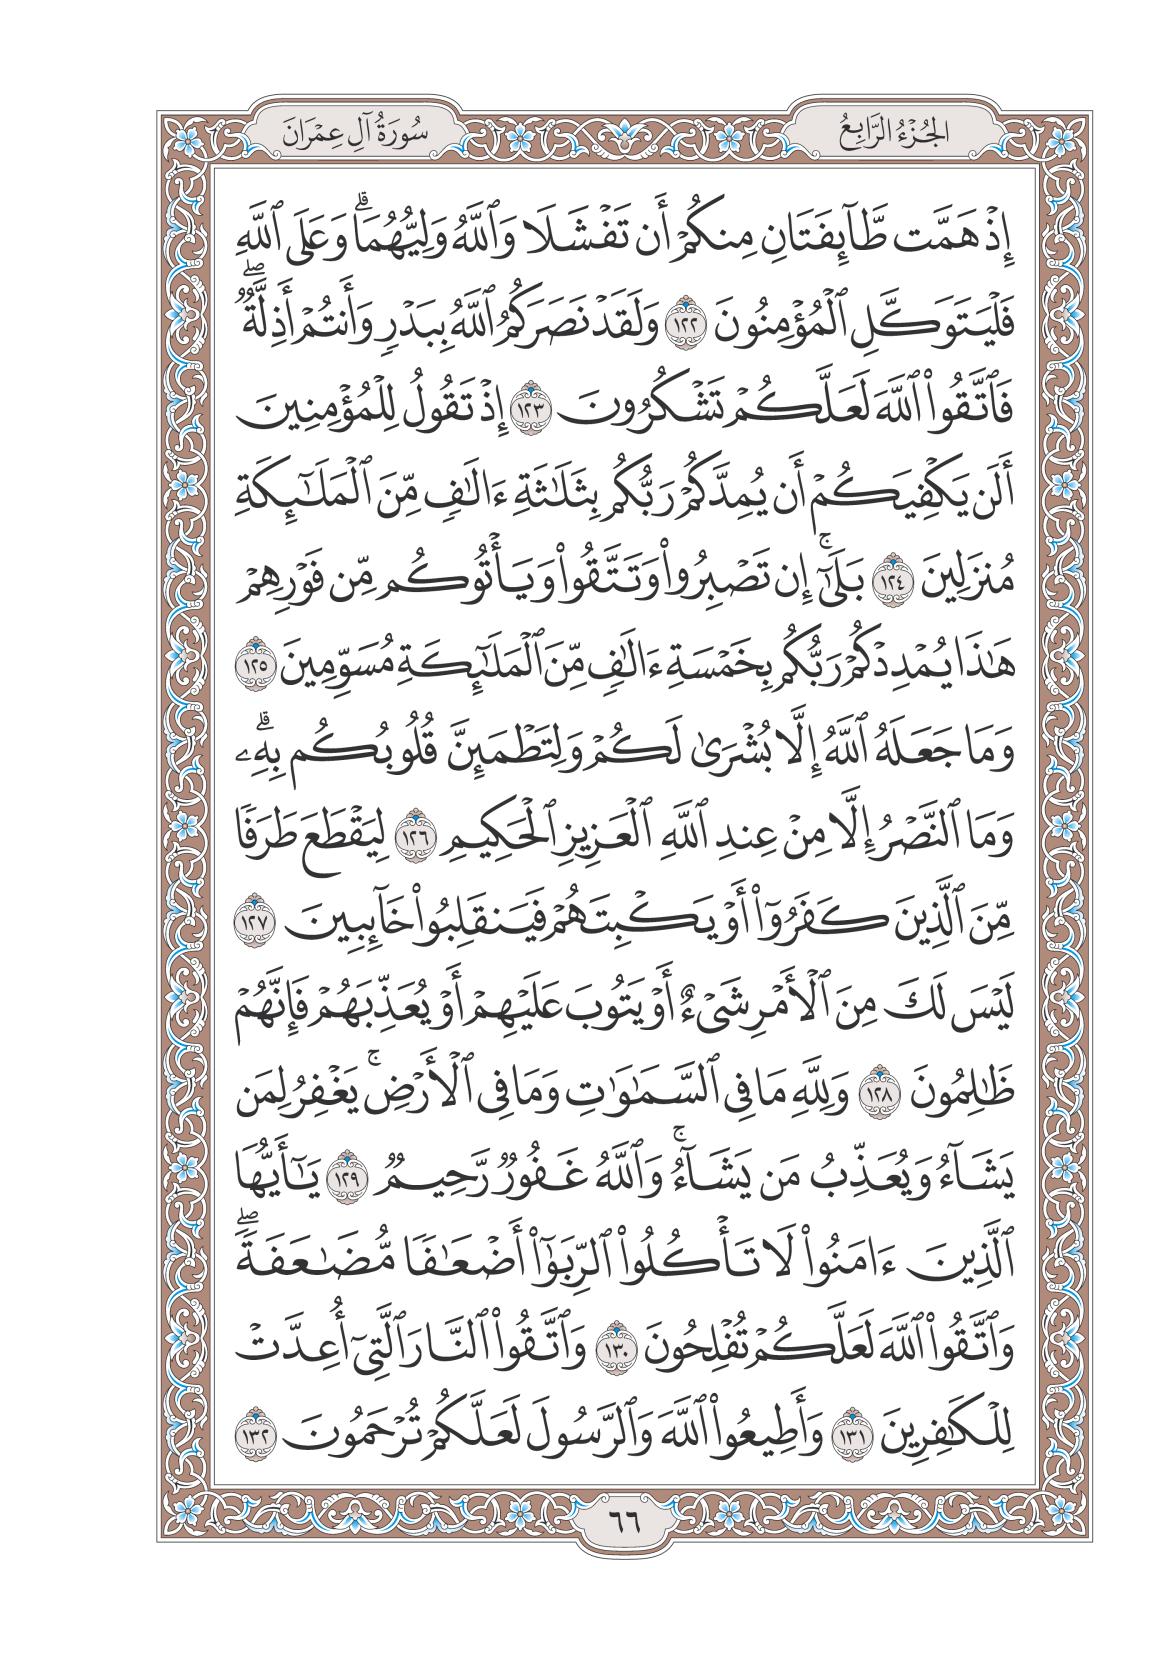 الجُزْءُ الرَّابِعُ
سُورَةُ آلِ عِمْرَانَ
إِذْ هَمَّت طَّآئِفَتَانِ مِنكُمْ أَن تَفْشَلَا وَٱللَّهُ وَلِيُّهُمَاۗ وَعَلَى ٱللَّهِ
فَلْيَتَوَكَّلِ ٱلْمُؤْمِنُونَ ١٢٢ وَلَقَدْ نَصَرَكُمُ ٱللَّهُ بِبَدْرٍ وَأَنتُمْ أَذِلَّةٌۖ
فَٱتَّقُوا۟ ٱللَّهَ لَعَلَّكُمْ تَشْكُرُونَ ١٢٣ إِذْ تَقُولُ لِلْمُؤْمِنِينَ
أَلَن يَكْفِيَكُمْ أَن يُمِدَّكُمْ رَبُّكُم بِثَلَٰثَةِ ءَالَٰفٍ مِّنَ ٱلْمَلَٰٓئِكَةِ
مُنزَلِينَ ١٢٤ بَلَىٰٓۚ إِن تَصْبِرُوا۟ وَتَتَّقُوا۟ وَيَأْتُوكُم مِّن فَوْرِهِمْ
هَٰذَا يُمْدِدْكُمْ رَبُّكُم بِخَمْسَةِ ءَالَٰفٍ مِّنَ ٱلْمَلَٰٓئِكَةِ مُسَوِّمِينَ ١٢٥
وَمَا جَعَلَهُ ٱللَّهُ إِلَّا بُشْرَىٰ لَكُمْ وَلِتَطْمَئِنَّ قُلُوبُكُم بِهِۦۗ
وَمَا ٱلنَّصْرُ إِلَّا مِنْ عِندِ ٱللَّهِ ٱلْعَزِيزِ ٱلْحَكِيمِ ١٢٦ لِيَقْطَعَ طَرَفًا
مِّنَ ٱلَّذِينَ كَفَرُوٓا۟ أَوْ يَكْبِتَهُمْ فَيَنقَلِبُوا۟ خَآئِبِينَ ١٢٧
لَيْسَ لَكَ مِنَ ٱلْأَمْرِ شَىْءٌ أَوْ يَتُوبَ عَلَيْهِمْ أَوْ يُعَذِّبَهُمْ فَإِنَّهُمْ
ظَٰلِمُونَ ١٢٨ وَلِلَّهِ مَا فِى ٱلسَّمَٰوَٰتِ وَمَا فِى ٱلْأَرْضِۚ يَغْفِرُ لِمَن
يَشَآءُ وَيُعَذِّبُ مَن يَشَآءُۚ وَٱللَّهُ غَفُورٌ رَّحِيمٌ ١٢٩ يَٰٓأَيُّهَا
ٱلَّذِينَ ءَامَنُوا۟ لَا تَأْكُلُوا۟ ٱلرِّبَوٰٓا۟ أَضْعَٰفًا مُّضَٰعَفَةًۖ
وَٱتَّقُوا۟ ٱللَّهَ لَعَلَّكُمْ تُفْلِحُونَ ١٣٠ وَٱتَّقُوا۟ ٱلنَّارَ ٱلَّتِىٓ أُعِدَّتْ
لِلْكَٰفِرِينَ ١٣١ وَأَطِيعُوا۟ ٱللَّهَ وَٱلرَّسُولَ لَعَلَّكُمْ تُرْحَمُونَ ١٣٢
٦٦